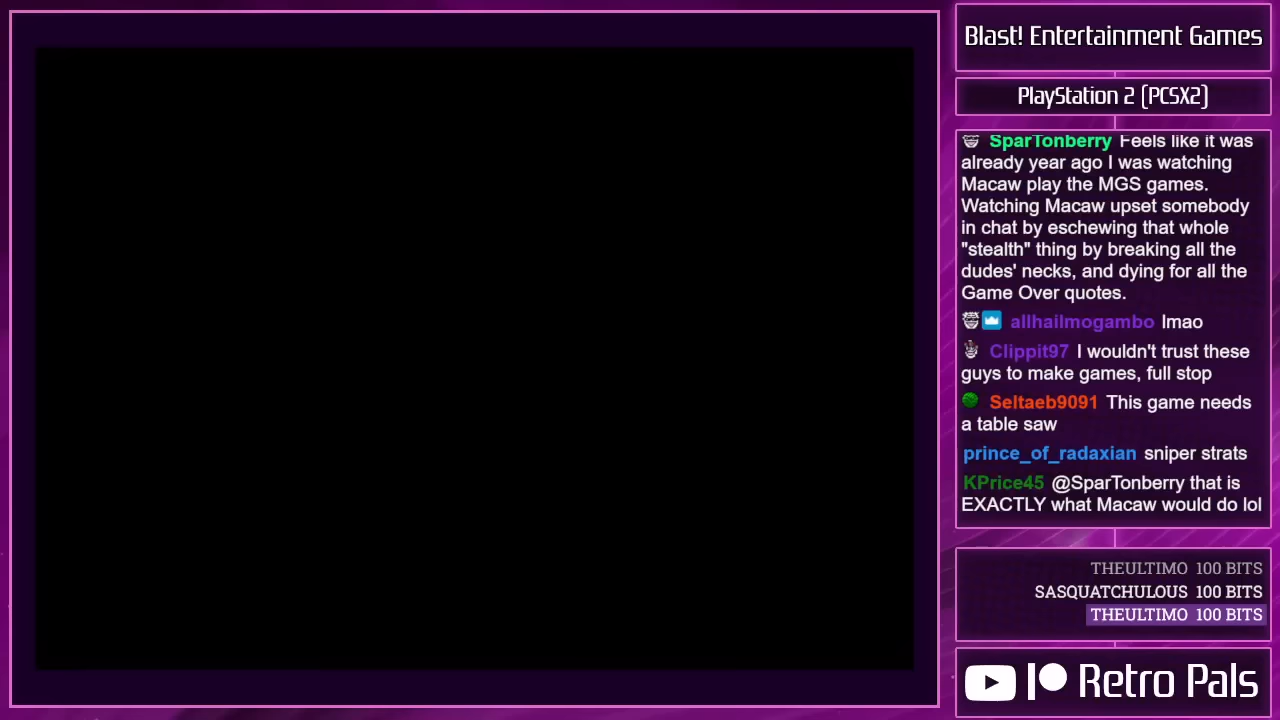 Blast! Entertainment Games
PlayStation 2 (PCSX2)
SparTonberry Feels like it was
already year ago I was watching
Macaw play the MGS games.
Watching Macaw upset somebody
in chat by eschewing that whole
"stealth" thing by breaking all the
dudes' necks, and dying for all the
Game Over quotes.
allhailmogambo lmao
Clippit97 I wouldn't trust these
guys to make games, full stop
Seltaeb9091 This game needs
a table saw
prince_of_radaxian sniper strats
KPrice45 @SparTonberry that is
EXACTLY what Macaw would do lol
THEULTIMO 100 BITS
SASQUATCHULOUS 100 BITS
THEULTIMO 100 BITS
Retro Pals